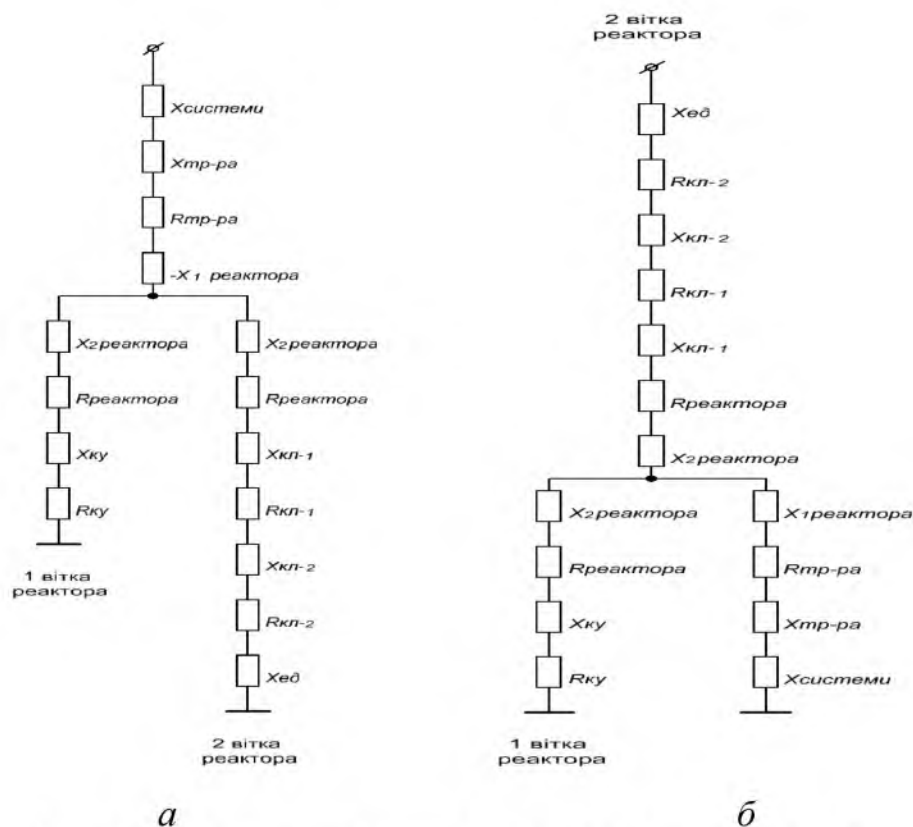 Xсистеми
Xтр-ра
Rтр-ра
-X1 реактора
X2реактора
Rреактора
Xку
Rку
1 вітка
реактора
X2реактора
Rреактора
Xкл-1
Rкл-1
Xкл-2
Rкл-2
Xед
2 вітка
реактора
а
2 вітка
реактора
Xед
Rкл-2
Xкл-2
Rкл-1
Xкл-1
Rреактора
X2реактора
X2реактора
Rреактора
Xку
Rку
1 вітка
реактора
X1реактора
Rтр-ра
Xтр-ра
Xсистеми
б